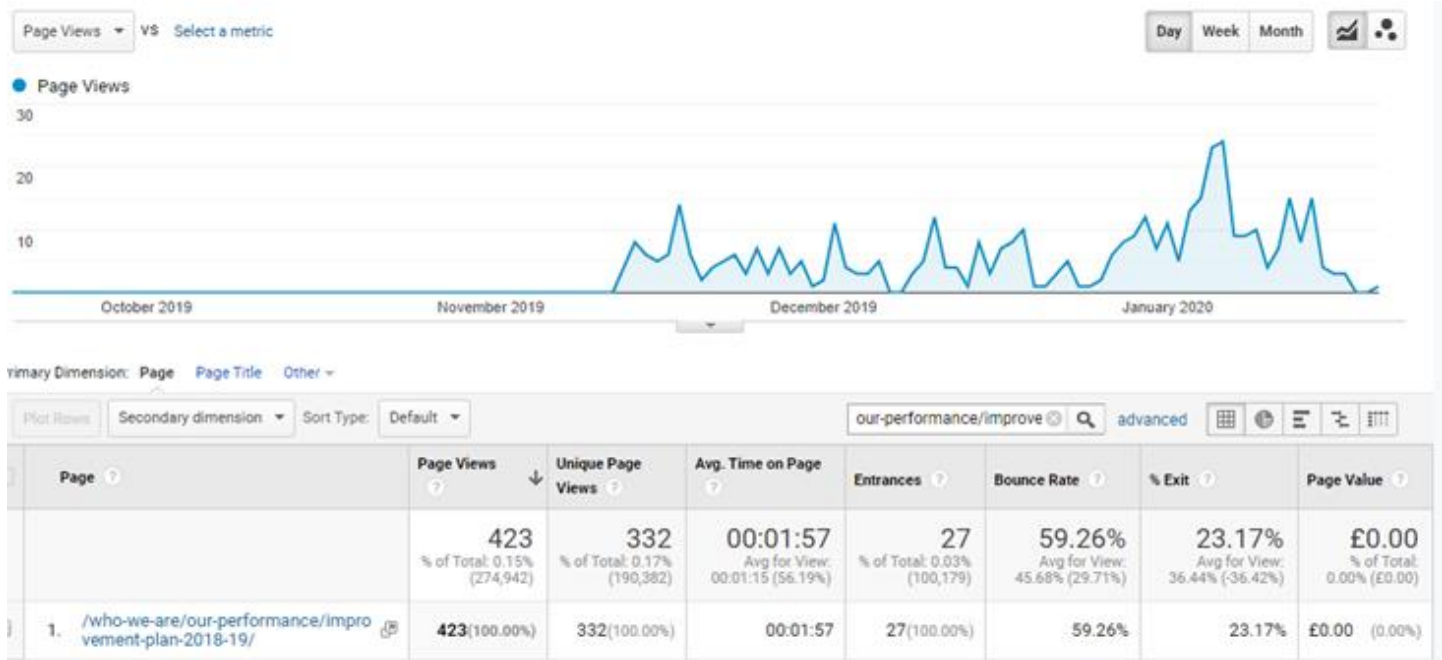 Page Views VS Select a metric Day Week Month
Page Views
30
20
10
October 2019 November 2019 December 2019 January 2020
rimary Dimension: Page Page Title Other
Plot Rows Secondary dimension Sort Type: Default our-performance/improve advanced
Page ? Page Views ? Unique Page Views ? Avg. Time on Page ? Entrances ? Bounce Rate ? % Exit ? Page Value ?
423 332 00:01:57 27 59.26% 23.17% £0.00
% of Total: 0.15% % of Total: 0.17% Avg for View: % of Total: 0.03% Avg for View: Avg for View: % of Total:
(274,942) (190,382) 00:01:15 (56.19%) (100,179) 45.68% (29.71%) 36.44% (-36.42%) 0.00% (£0.00)
1. /who-we-are/our-performance/impro
vement-plan-2018-19/ 423(100.00%) 332(100.00%) 00:01:57 27(100.00%) 59.26% 23.17% £0.00 (0.00%)